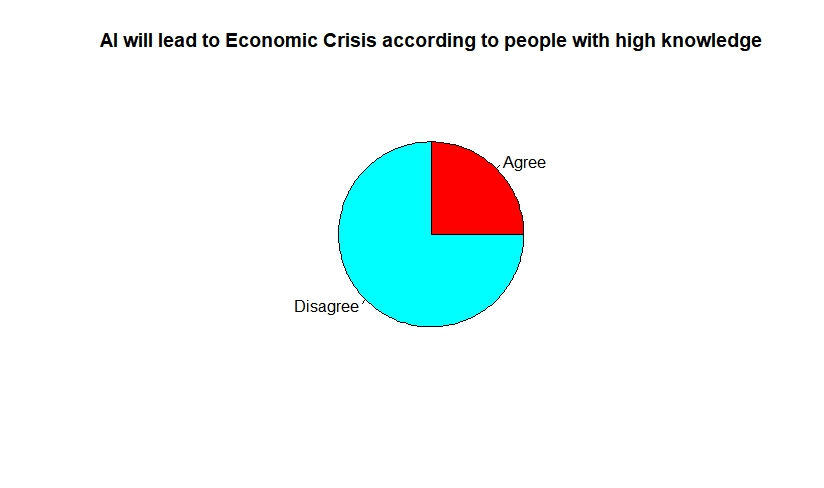 AI will lead to Economic Crisis according to people with high knowledge
Agree
Disagree